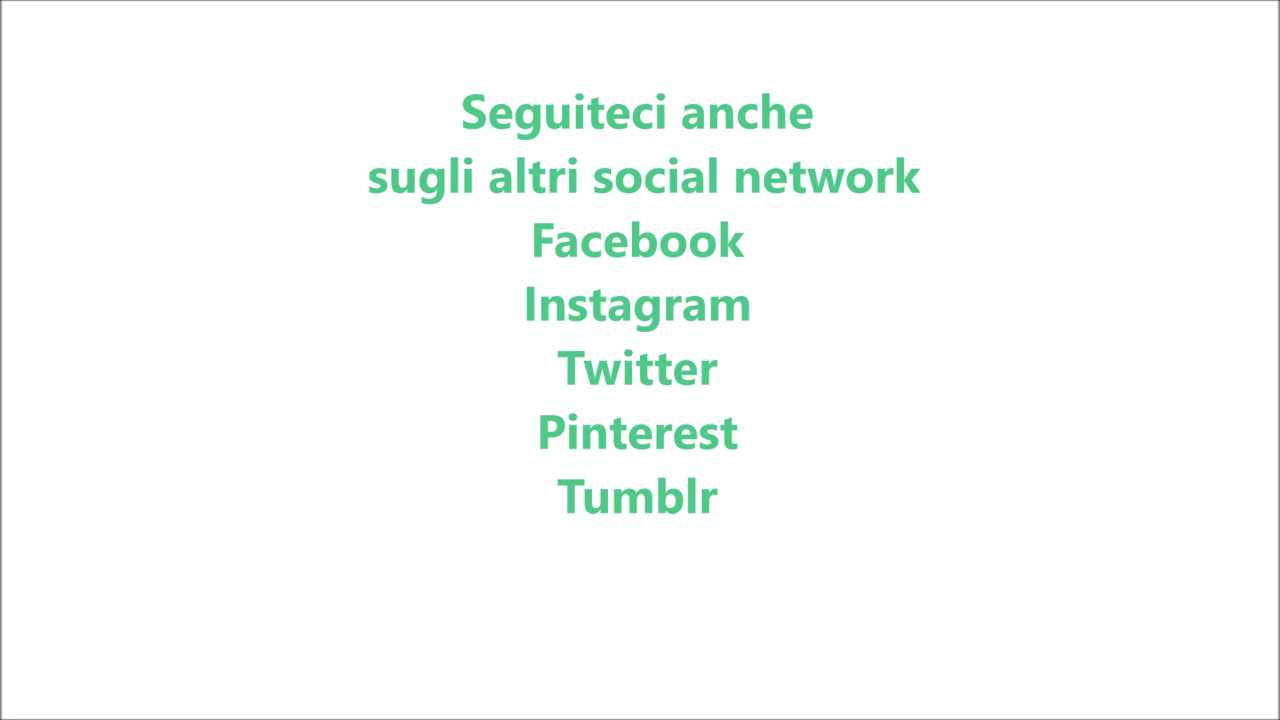 Seguiteci anche
sugli altri social network
Facebook
Instagram
Twitter
Pinterest
Tumblr